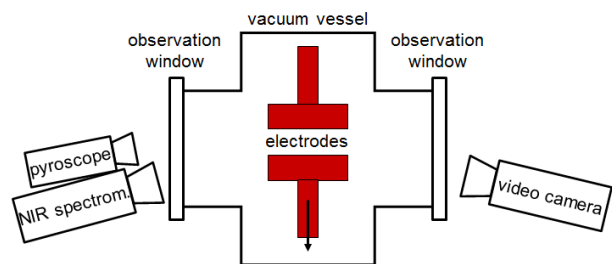 vacuum vessel
observation
window
observation
window
electrodes
pyroscope
NIR spectrom.
video camera